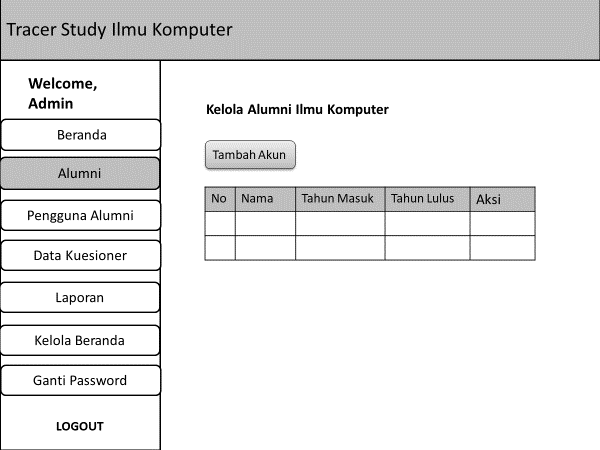 Tracer Study Ilmu Komputer
Welcome,
Admin
Beranda
Alumni
Pengguna Alumni
Data Kuesioner
Laporan
Kelola Beranda
Ganti Password
LOGOUT
Kelola Alumni Ilmu Komputer
Tambah Akun
No Nama Tahun Masuk Tahun Lulus Aksi